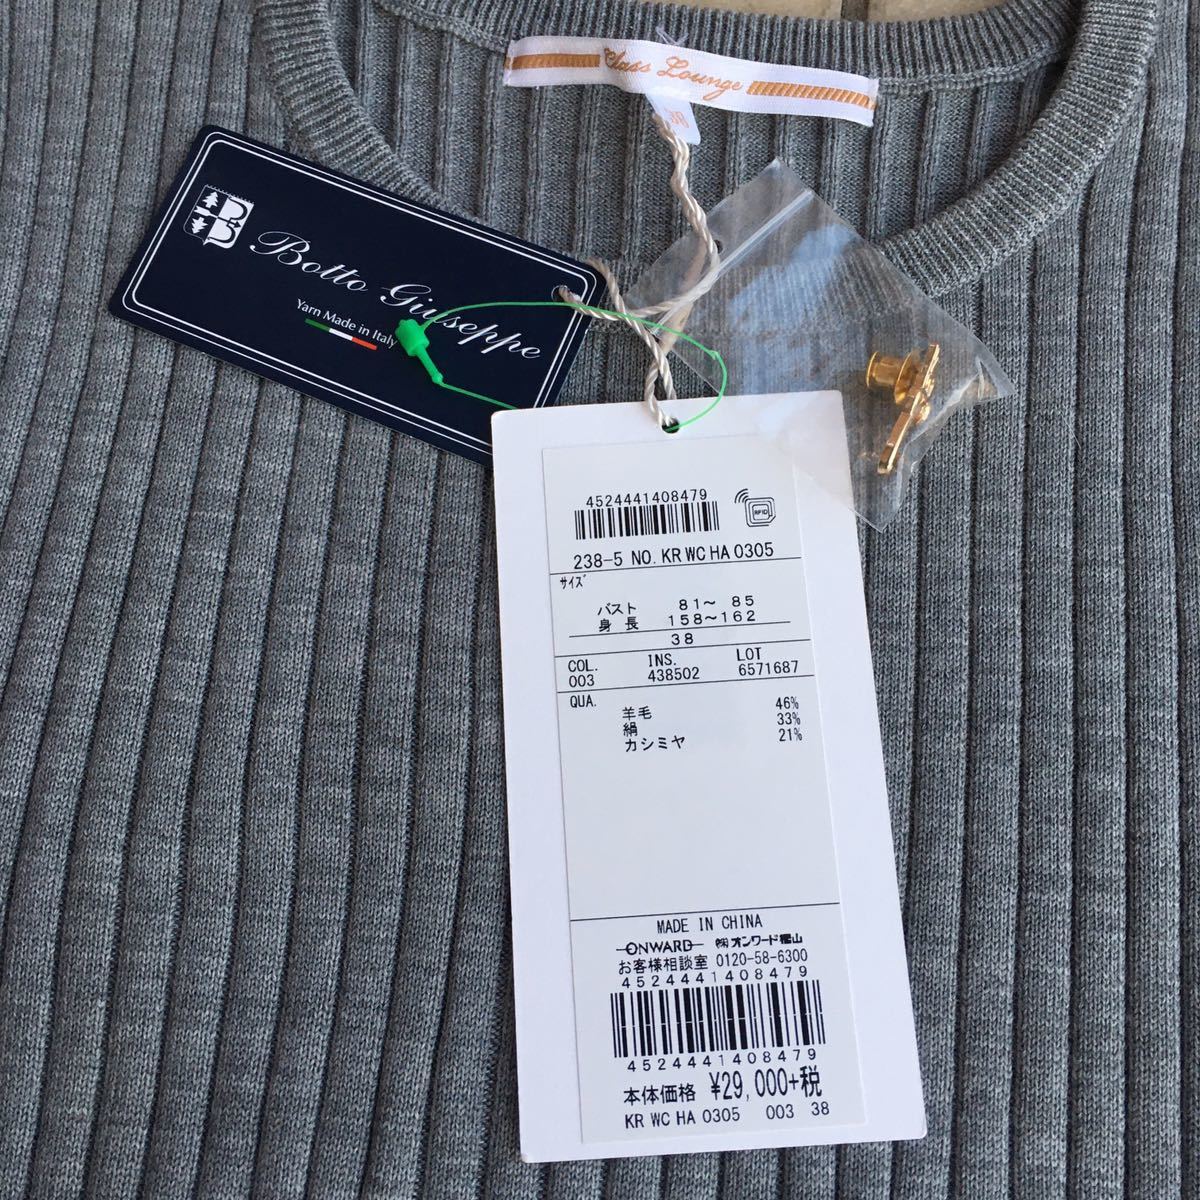 Class Lounge
38
Botto Giuseppe
Yarn Made in Italy
4524441408479
RFID
238-5 NO. KR WC HA 0305
サイズ
バスト 81～ 85
身長 158～162
38
COL. INS. LOT
003 438502 6571687
QUA.
羊毛 46%
絹 33%
カシミヤ 21%
MADE IN CHINA
ONWARD ㈱オンワード樫山
お客様相談室 0120-58-6300
4524441408479
4524441408479
本体価格 ¥29,000+税
KR WC HA 0305 003 38